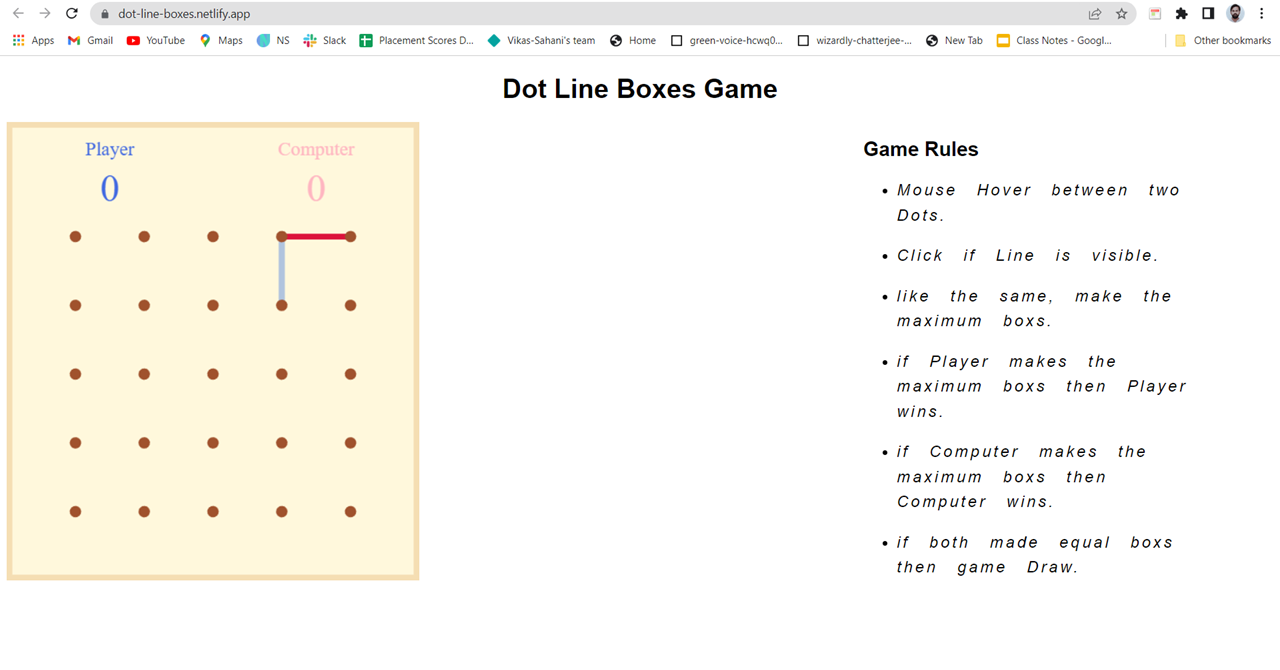 dot-line-boxes.netlify.app
Apps Gmail YouTube Maps NS Slack Placement Scores D... Vikas-Sahani's team Home green-voice-hcwq0... wizardly-chatterjee-... New Tab Class Notes - Googl... Other bookmarks
Dot Line Boxes Game
Player Computer
0 0
Game Rules
Mouse Hover between two
Dots.
Click if Line is visible.
like the same, make the
maximum boxs.
if Player makes the
maximum boxs then Player
wins.
if Computer makes the
maximum boxs then
Computer wins.
if both made equal boxs
then game Draw.